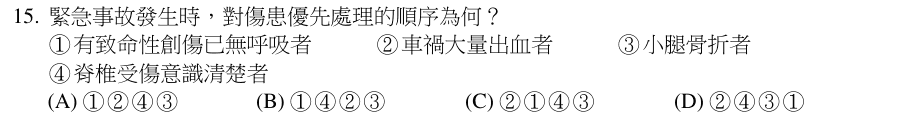 15. 緊急事故發生時，對傷患優先處理的順序為何？
①有致命性創傷已無呼吸者 ②車禍大量出血者 ③小腿骨折者
④脊椎受傷意識清楚者
(A) ①②④③ (B) ①④②③ (C) ②①④③ (D) ②④③①